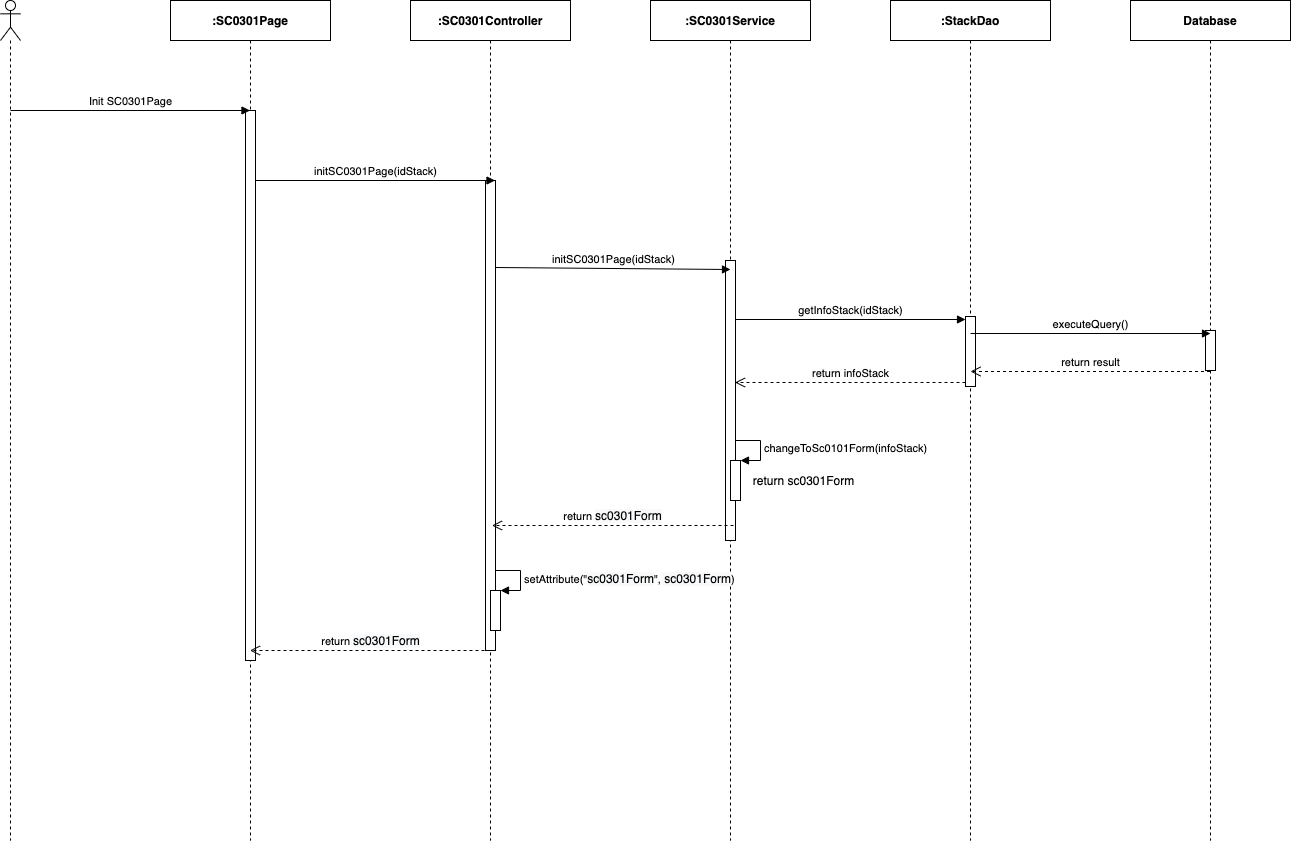 :SC0301Page
:SC0301Controller
:SC0301Service
:StackDao
Database
Init SC0301Page
initSC0301Page(idStack)
initSC0301Page(idStack)
getInfoStack(idStack)
executeQuery()
return result
return infoStack
changeToSc0101Form(infoStack)
return sc0301Form
return sc0301Form
setAttribute("sc0301Form", sc0301Form)
return sc0301Form